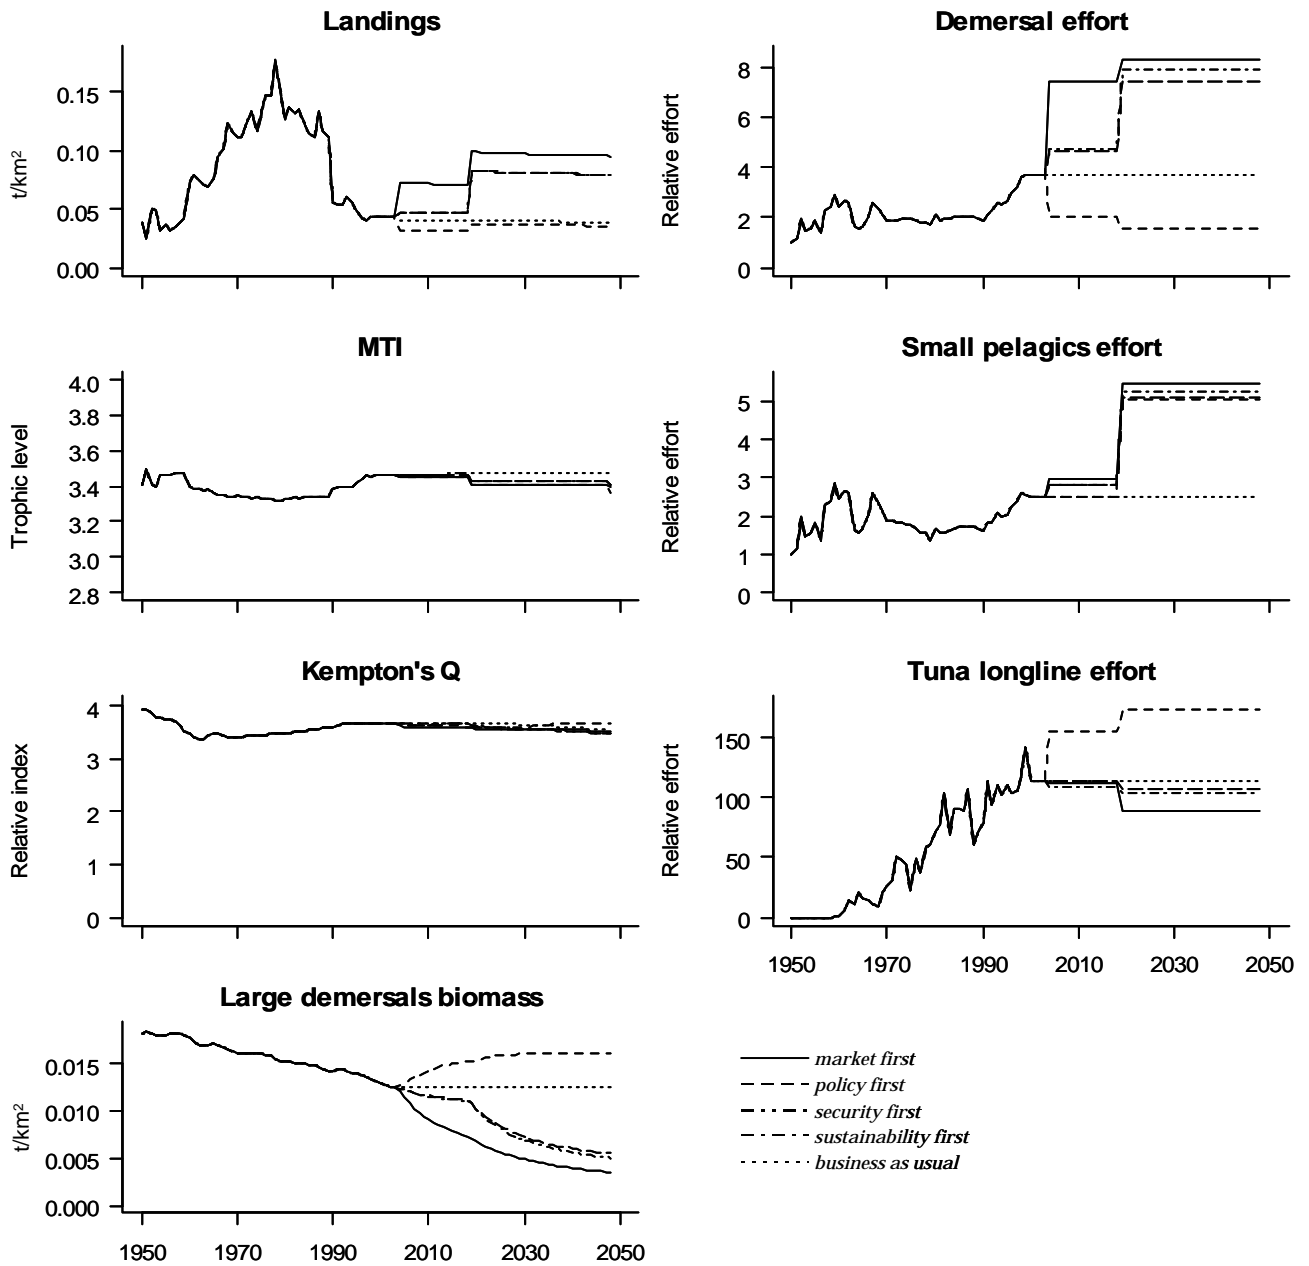 Landings
0.15
0.10
0.05
0.00
t/km²
Demersal effort
8
6
4
2
0
Relative effort
MTI
4.0
3.8
3.6
3.4
3.2
3.0
2.8
Trophic level
Small pelagics effort
5
4
3
2
1
0
Relative effort
Kempton's Q
4
3
2
1
0
Relative index
Tuna longline effort
150
100
50
0
Relative effort
1950 1970 1990 2010 2030 2050
Large demersals biomass
0.015
0.010
0.005
0.000
t/km²
1950 1970 1990 2010 2030 2050
market first
policy first
security first
sustainability first
business as usual